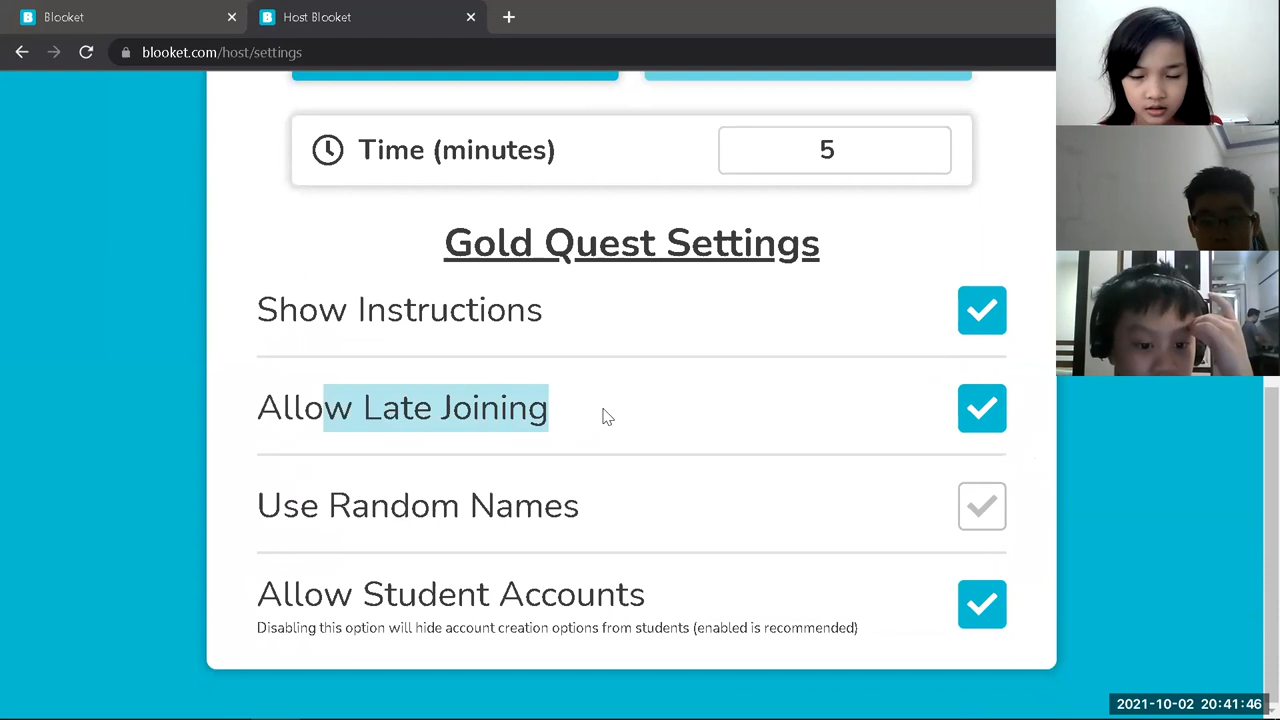 Blooket
Host Blooket
blooket.com/host/settings
Time (minutes)
5
Gold Quest Settings
Show Instructions
Allow Late Joining
Use Random Names
Allow Student Accounts
Disabling this option will hide account creation options from students (enabled is recommended)
2021-10-02 20:41:46